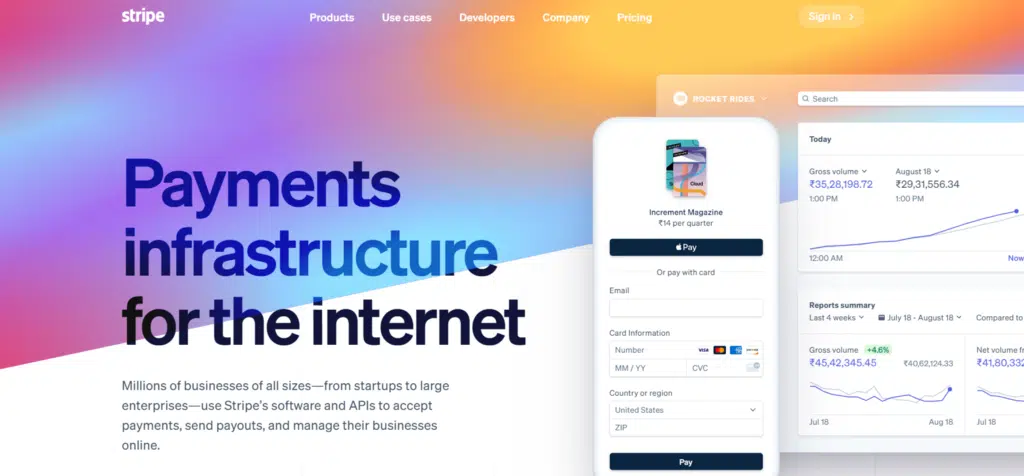 stripe
Products
Use cases
Developers
Company
Pricing
Sign in
Payments
infrastructure
for the internet
Millions of businesses of all sizes—from startups to large
enterprises—use Stripe's software and APIs to accept
payments, send payouts, and manage their businesses
online.
Cloud
Increment Magazine
₹14 per quarter
Pay
Or pay with card
Email
Card Information
Number
VISA
MM / YY
CVC
Country or region
United States
ZIP
Pay
ROCKET RIDES
Search
Today
Gross volume
August 18
₹35,28,198.72
₹29,31,556.34
1:00 PM
1:00 PM
12:00 AM
Now
Reports summary
Last 4 weeks
July 18 - August 18
Compared to
Gross volume
+4.6%
₹45,42,345.45
₹40,62,124.33
Jul 18
Aug 18
Net volume f
₹41,80,33
Jul 18